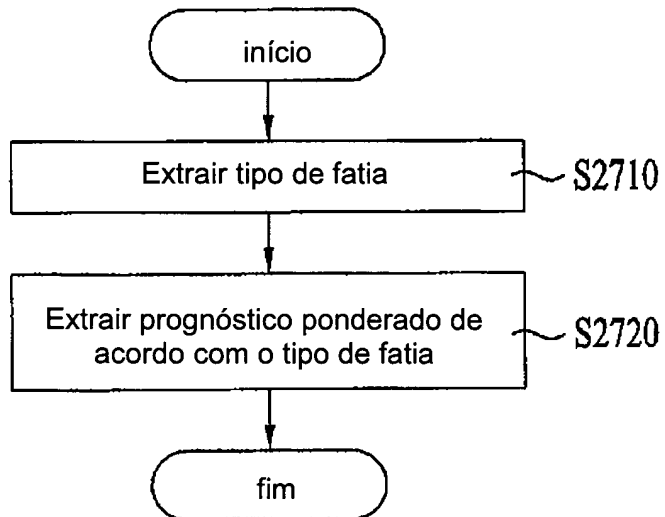 início
Extrair tipo de fatia
S2710
Extrair prognóstico ponderado de
acordo com o tipo de fatia
S2720
fim